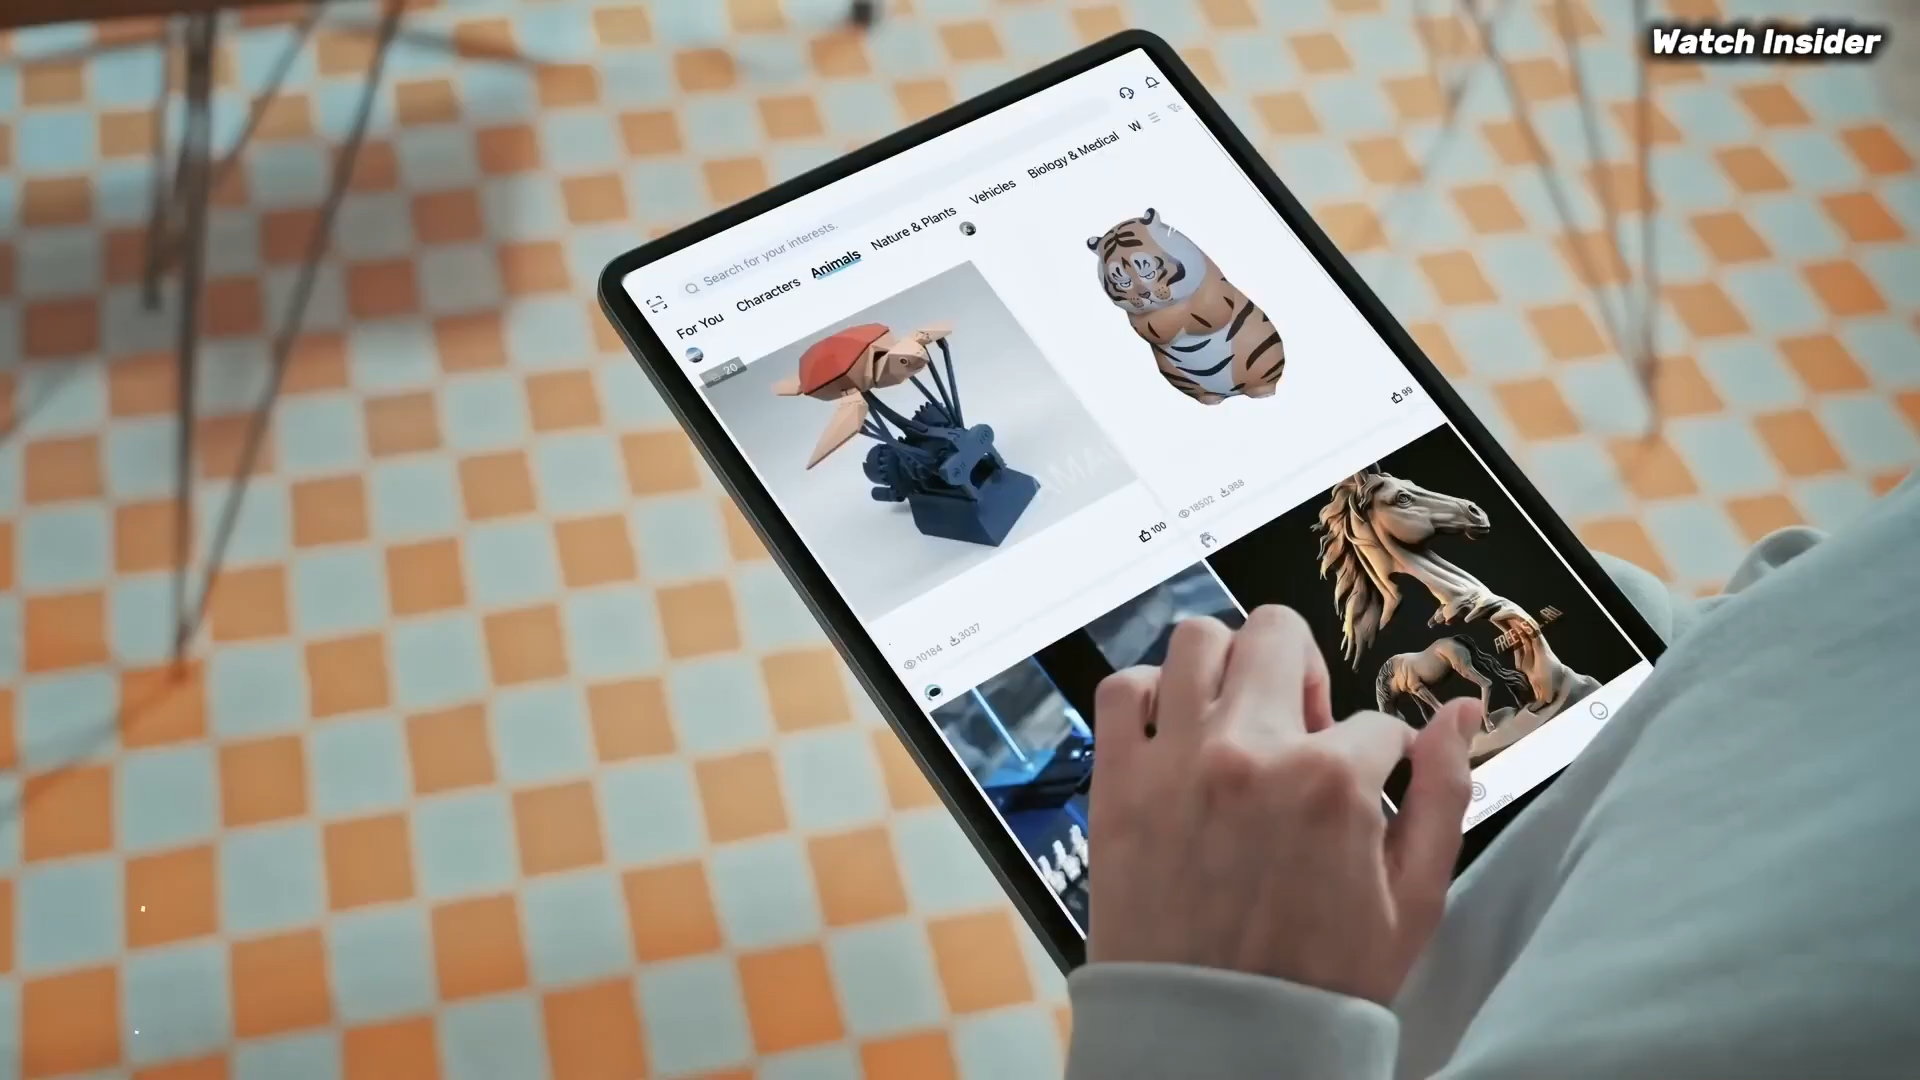 Watch Insider
Search for your interests.
For You Characters Animals Nature & Plants Vehicles Biology & Medical W
20
99
100
18502 988
10184 3037
Community